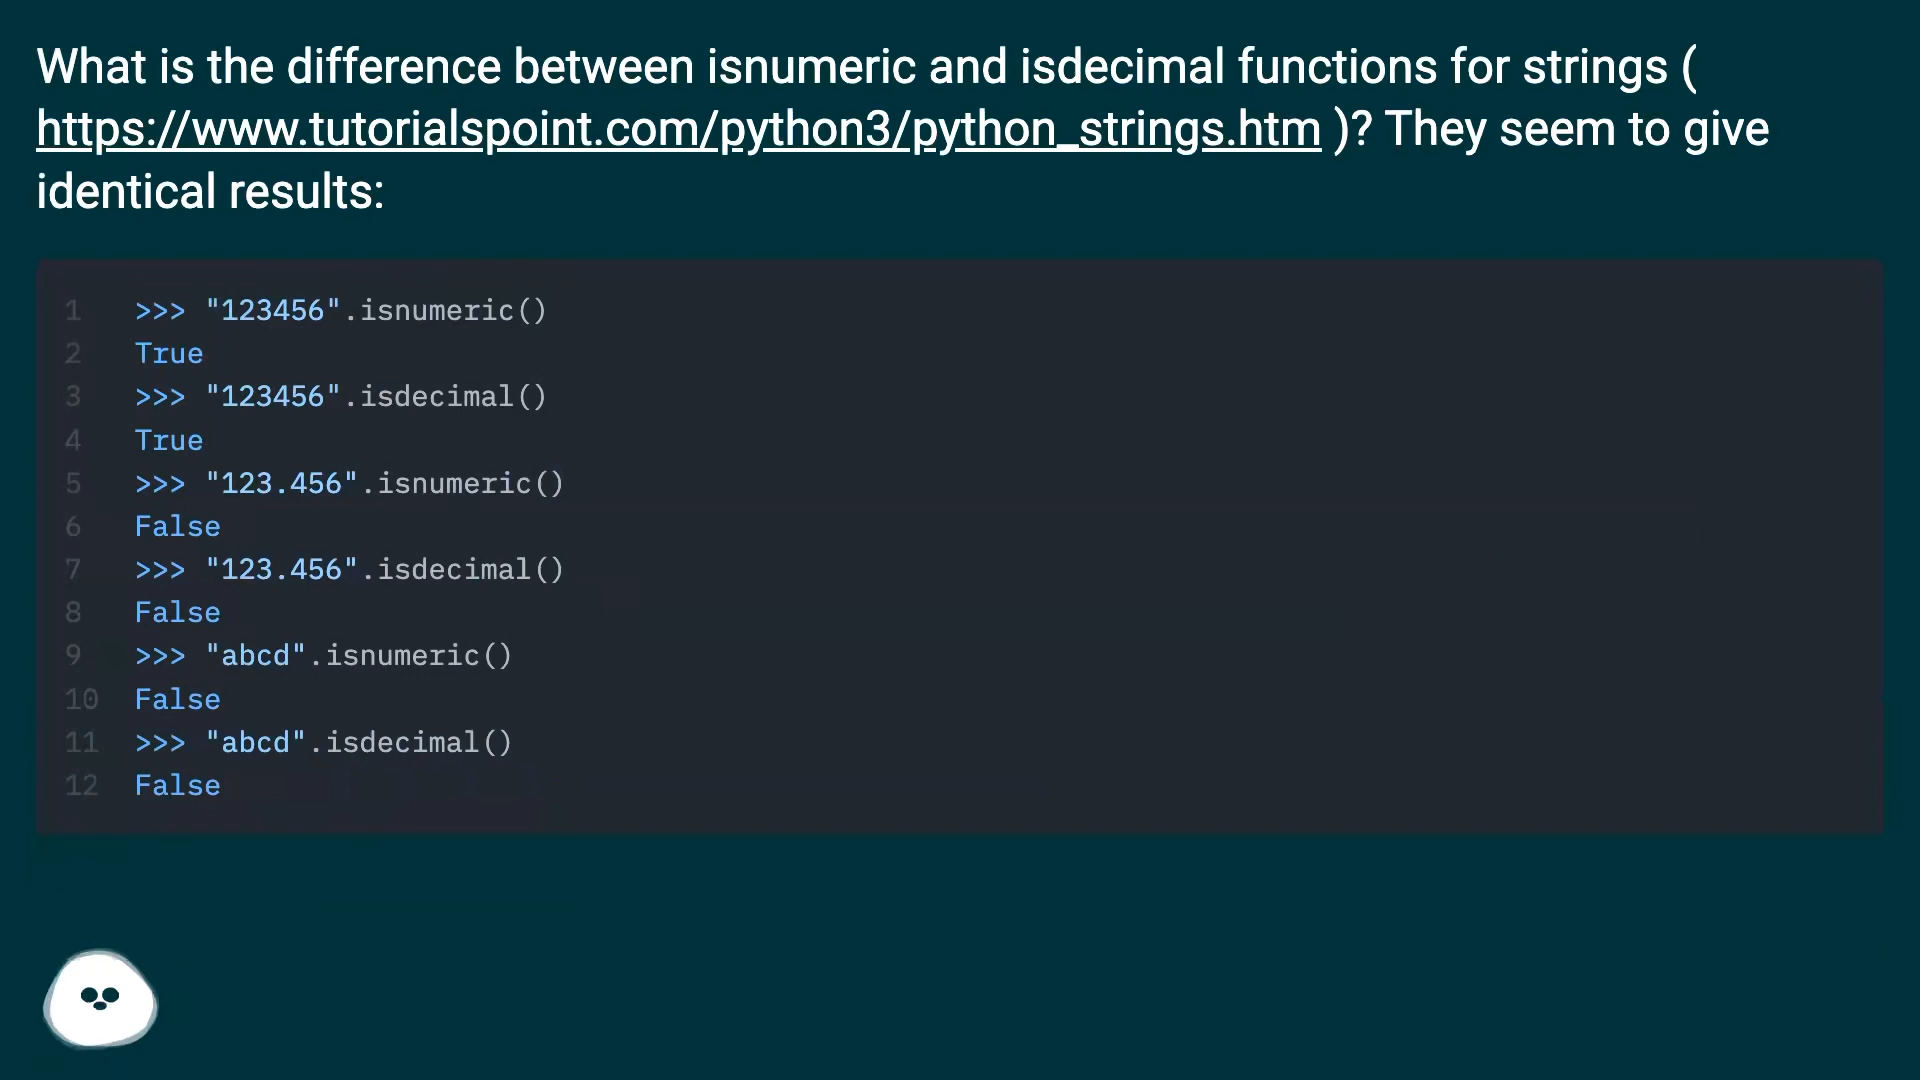 What is the difference between isnumeric and isdecimal functions for strings (
https://www.tutorialspoint.com/python3/python_strings.htm )? They seem to give
identical results:
1 >>> "123456".isnumeric()
2 True
3 >>> "123456".isdecimal()
4 True
5 >>> "123.456".isnumeric()
6 False
7 >>> "123.456".isdecimal()
8 False
9 >>> "abcd".isnumeric()
10 False
11 >>> "abcd".isdecimal()
12 False